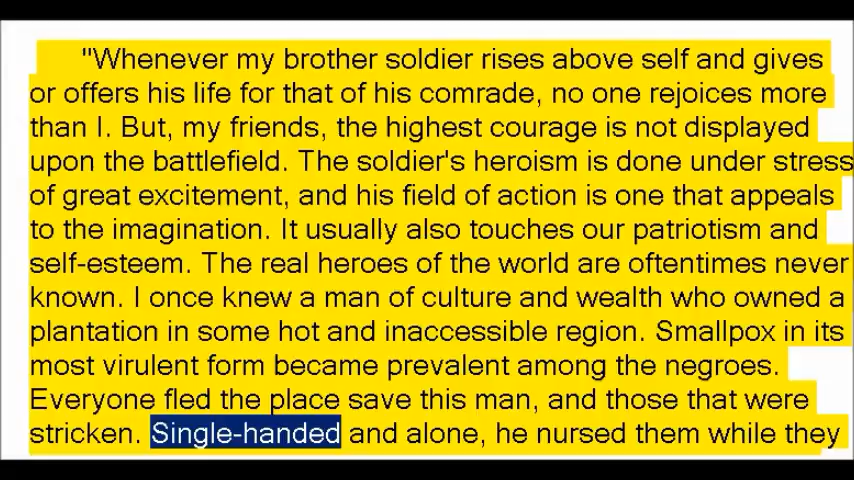 "Whenever my brother soldier rises above self and gives
or offers his life for that of his comrade, no one rejoices more
than I. But, my friends, the highest courage is not displayed
upon the battlefield. The soldier's heroism is done under stress
of great excitement, and his field of action is one that appeals
to the imagination. It usually also touches our patriotism and
self-esteem. The real heroes of the world are oftentimes never
known. I once knew a man of culture and wealth who owned a
plantation in some hot and inaccessible region. Smallpox in its
most virulent form became prevalent among the negroes.
Everyone fled the place save this man, and those that were
stricken. Single-handed and alone, he nursed them while they